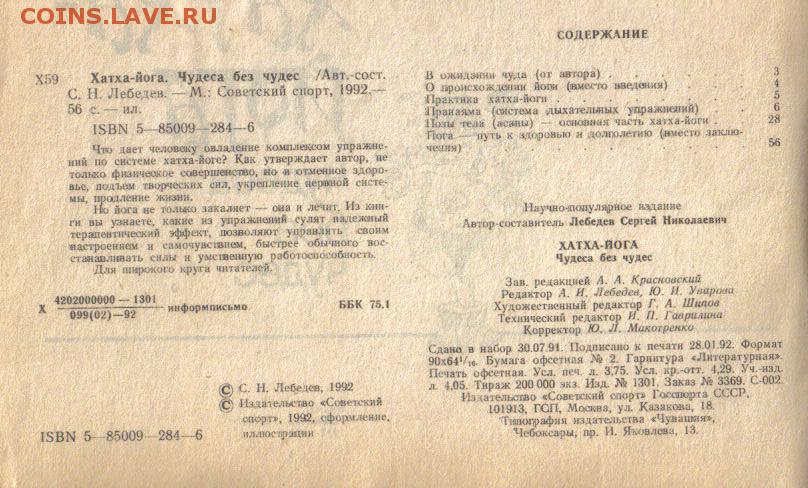 COINS.LAVE.RU
Х59 Хатха-йога. Чудеса без чудес /Авт.-сост.
С. Н. Лебедев. — М.: Советский спорт, 1992.—
56 с. — ил.
ISBN 5—85009—284—6
Что дает человеку овладение комплексом упражне-
ний по системе хатха-йоге? Как утверждает автор, не
только физическое совершенство, но и отменное здоро-
вье, подъем творческих сил, укрепление нервной систе-
мы, продление жизни.
Но йога не только закаляет — она и лечит. Из кни-
ги вы узнаете, какие из упражнений сулят надежный
терапевтический эффект, позволяют управлять своим
настроением и самочувствием, быстрее обычного вос-
станавливать силы и умственную работоспособность.
Для широкого круга читателей.
Х 4202000000 — 1301
099(02)—92 информписьмо ББК 75.1
© С. Н. Лебедев, 1992
© Издательство «Советский
спорт», 1992, оформление,
иллюстрации
ISBN 5—85009—284—6
СОДЕРЖАНИЕ
В ожидании чуда (от автора) . . . . . 3
О происхождении йоги (вместо введения) . . . 4
Практика хатха-йоги . . . . . 5
Пранаяма (система дыхательных упражнений) . . 6
Позы тела (асаны) — основная часть хатха-йоги . 28
Йога — путь к здоровью и долголетию (вместо заклю-
чения) . . . . . 56
Научно-популярное издание
Автор-составитель Лебедев Сергей Николаевич
ХАТХА-ЙОГА
Чудеса без чудес
Зав. редакцией А. А. Красновский
Редактор А. И. Лебедев, Ю. И. Уварова
Художественный редактор Г. А. Шипов
Технический редактор И. П. Гаврилина
Корректор Ю. Л. Макотренко
Сдано в набор 30.07.91. Подписано к печати 28.01.92. Формат
90х64¹/₁₆. Бумага офсетная № 2. Гарнитура «Литературная».
Печать офсетная. Усл. печ. л. 3,75. Усл. кр.-отт. 4,29. Уч.-изд.
л. 4,05. Тираж 200 000 экз. Изд. № 1301. Заказ № 3369. С-002.
Издательство «Советский спорт» Госспорта СССР,
101913, ГСП, Москва, ул. Казакова, 18.
Типография издательства «Чувашия»,
Чебоксары, пр. И. Яковлева, 13.